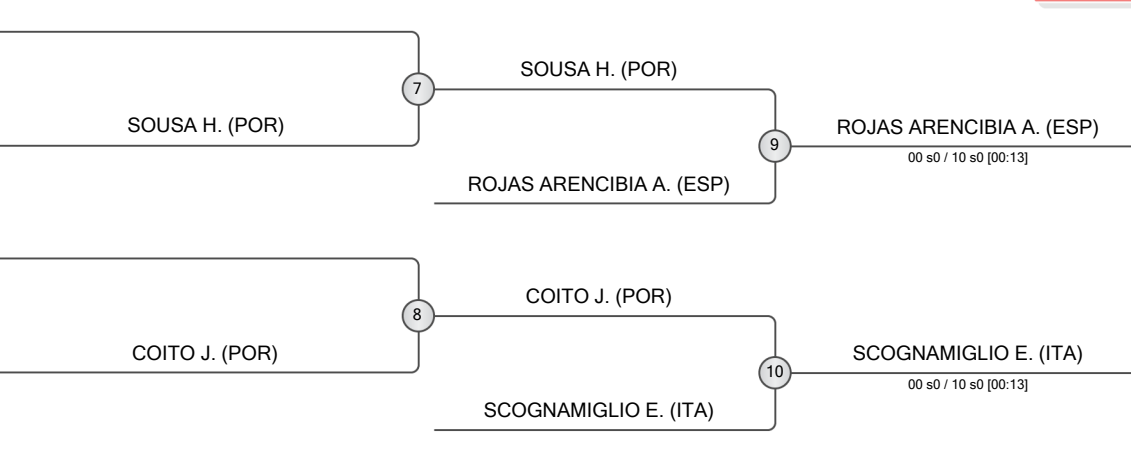 SOUSA H. (POR)
7
SOUSA H. (POR)
ROJAS ARENCIBIA A. (ESP)
9
ROJAS ARENCIBIA A. (ESP)
00 s0 / 10 s0 [00:13]
COITO J. (POR)
8
COITO J. (POR)
SCOGNAMIGLIO E. (ITA)
10
SCOGNAMIGLIO E. (ITA)
00 s0 / 10 s0 [00:13]